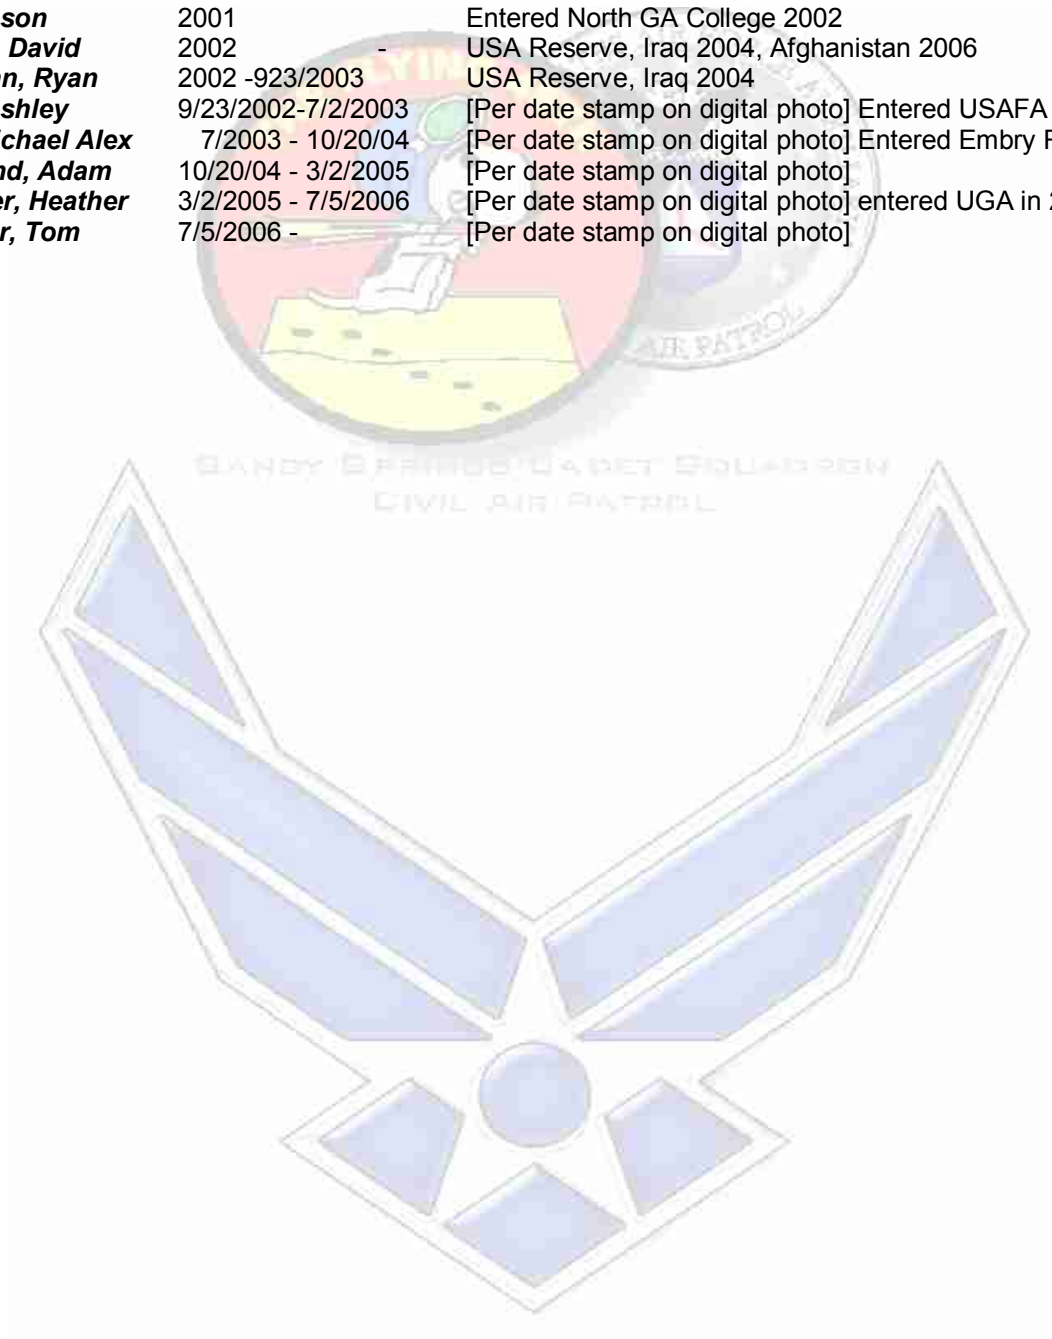 son 2001 Entered North GA College 2002
, David 2002 - USA Reserve, Iraq 2004, Afghanistan 2006
n, Ryan 2002 -923/2003 USA Reserve, Iraq 2004
shley 9/23/2002-7/2/2003 [Per date stamp on digital photo] Entered USAFA
ichael Alex 7/2003 - 10/20/04 [Per date stamp on digital photo] Entered Embry
nd, Adam 10/20/04 - 3/2/2005 [Per date stamp on digital photo]
er, Heather 3/2/2005 - 7/5/2006 [Per date stamp on digital photo] entered UGA in
r, Tom 7/5/2006 - [Per date stamp on digital photo]
FLYING
AIR PATROL
SANDY SPRINGS CADET SQUADRON
CIVIL AIR PATROL